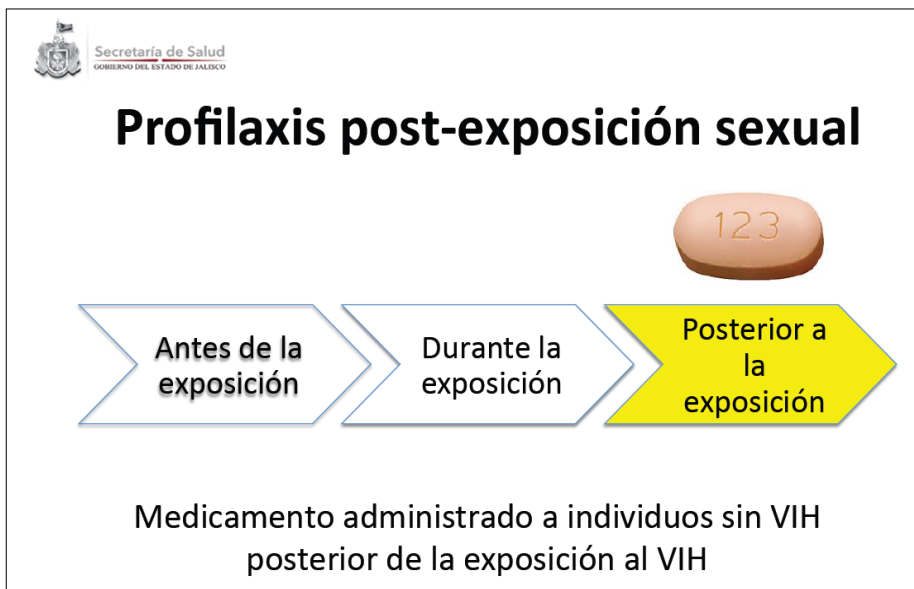 Secretaría de Salud
GOBIERNO DEL ESTADO DE JALISCO
Profilaxis post-exposición sexual
123
Antes de la
exposición
Durante la
exposición
Posterior a
la
exposición
Medicamento administrado a individuos sin VIH
posterior de la exposición al VIH